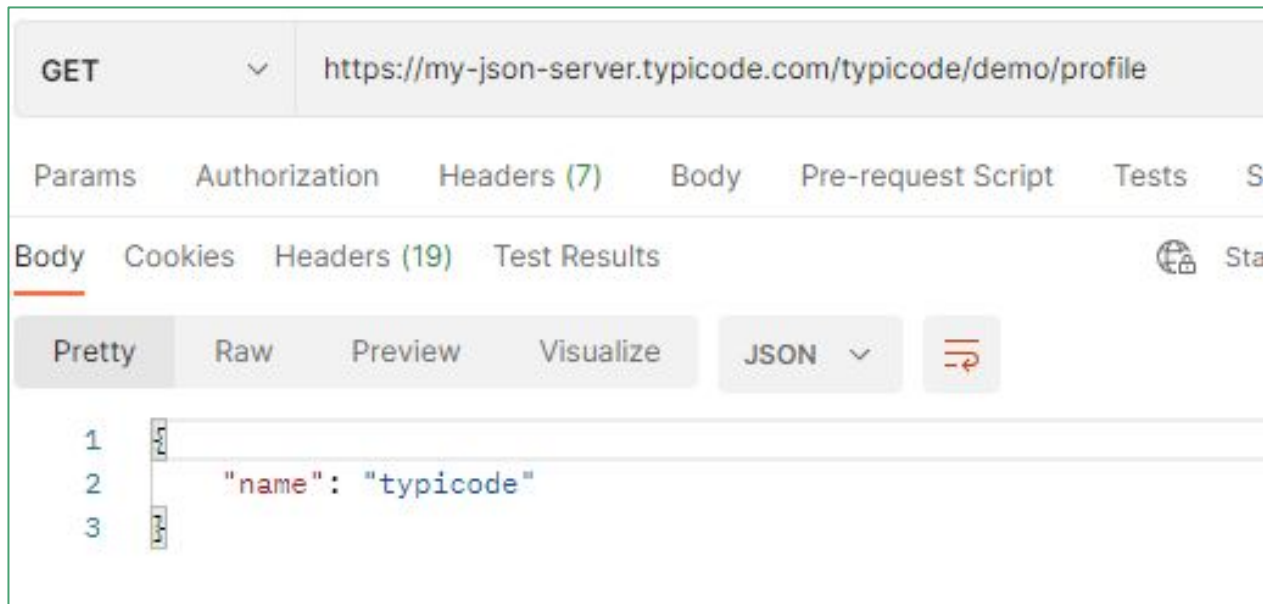 GET https://my-json-server.typicode.com/typicode/demo/profile
Params Authorization Headers (7) Body Pre-request Script Tests S
Body Cookies Headers (19) Test Results Sta
Pretty Raw Preview Visualize JSON
1 {
2 "name": "typicode"
3 }